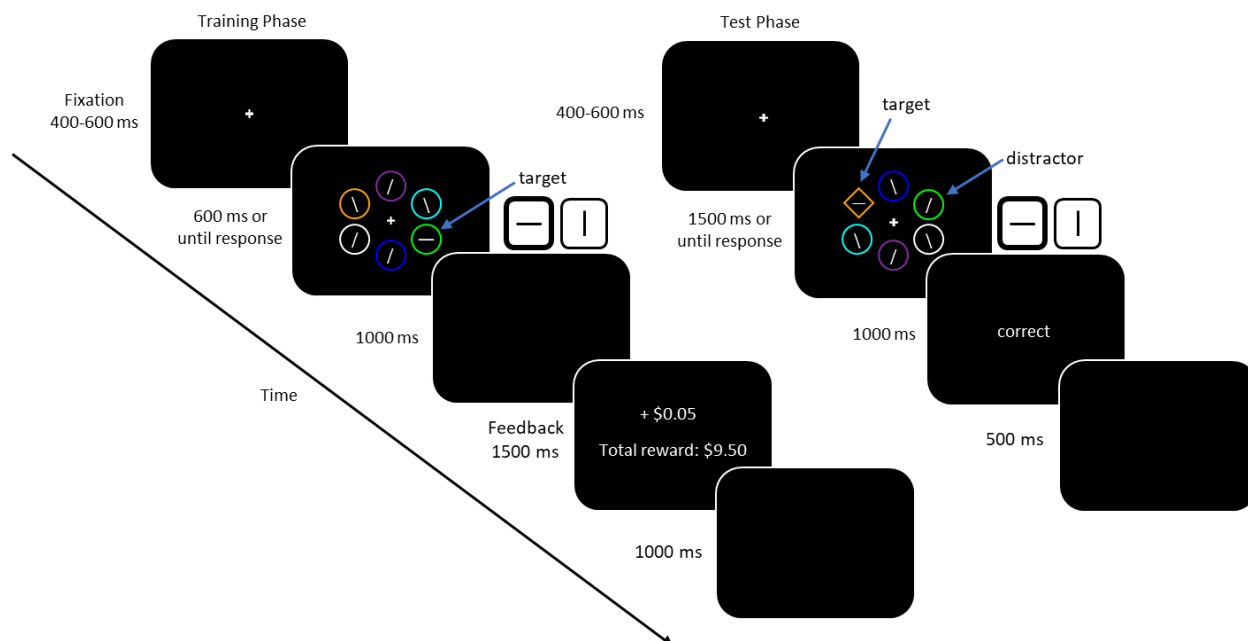 Training Phase
Fixation
400-600 ms
target
600 ms or
until response
1000 ms
Feedback
1500 ms
+ $0.05
Total reward: $9.50
1000 ms
Time
Test Phase
400-600 ms
target
distractor
1500 ms or
until response
1000 ms
correct
500 ms